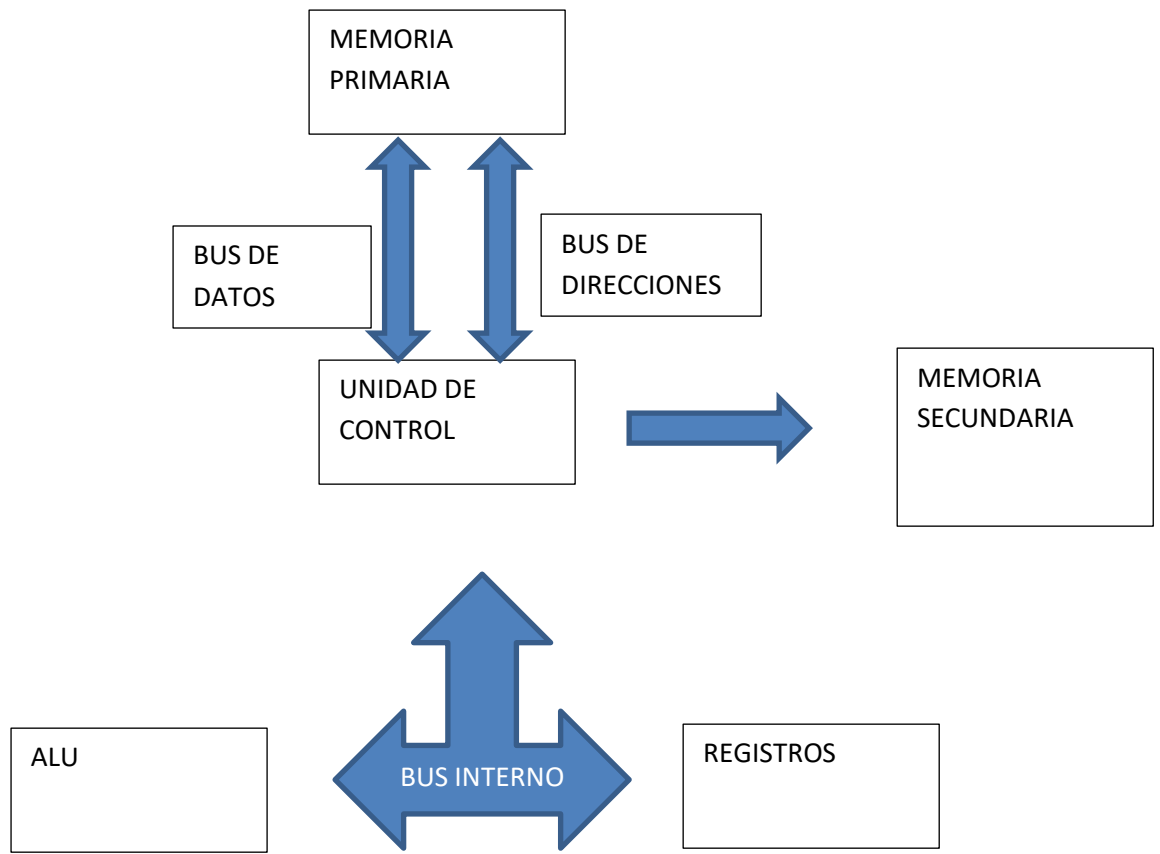 MEMORIA
PRIMARIA
BUS DE
DATOS
BUS DE
DIRECCIONES
UNIDAD DE
CONTROL
MEMORIA
SECUNDARIA
ALU
BUS INTERNO
REGISTROS